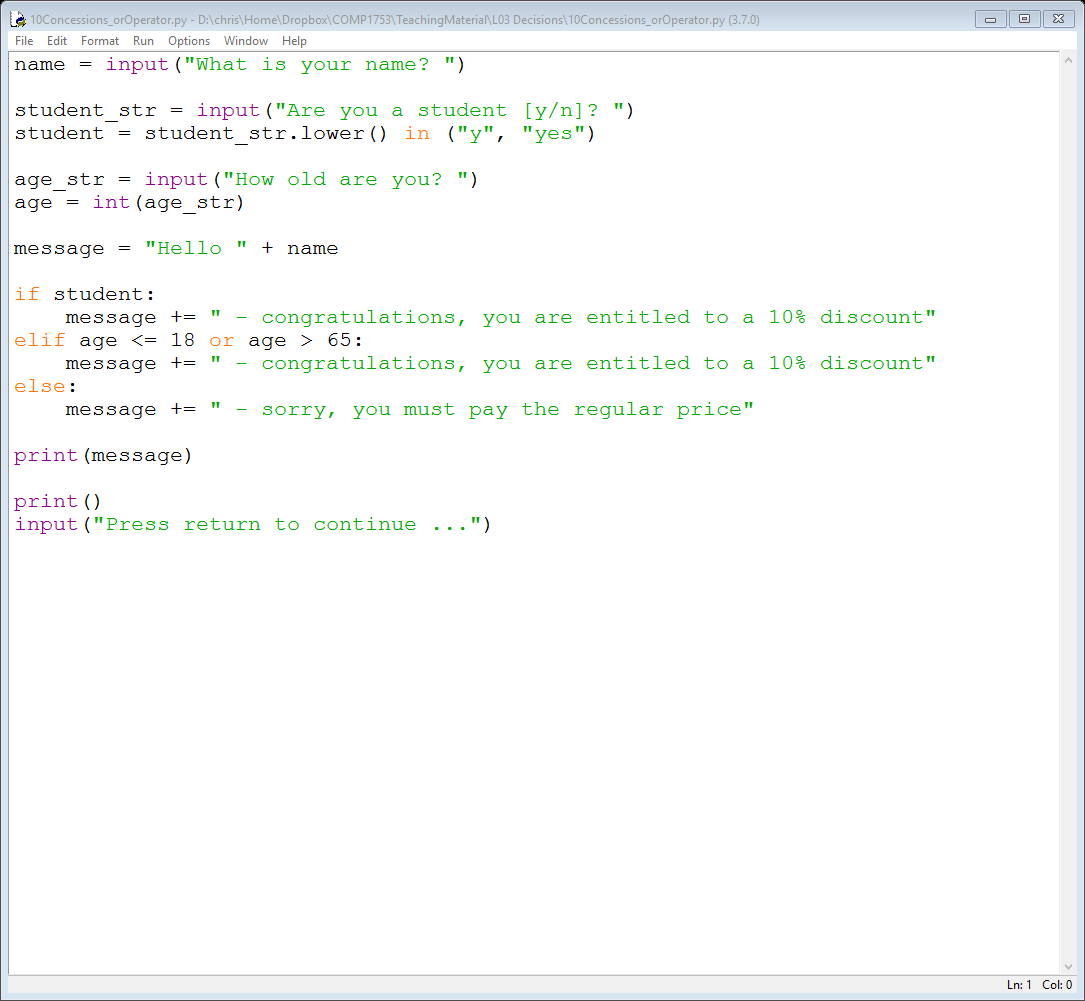 10Concessions_orOperator.py - D:\chris\Home\Dropbox\COMP1753\TeachingMaterial\L03 Decisions\10Concessions_orOperator.py (3.7.0)
File Edit Format Run Options Window Help
name = input("What is your name? ")

student_str = input("Are you a student [y/n]? ")
student = student_str.lower() in ("y", "yes")

age_str = input("How old are you? ")
age = int(age_str)

message = "Hello " + name

if student:
    message += " - congratulations, you are entitled to a 10% discount"
elif age <= 18 or age > 65:
    message += " - congratulations, you are entitled to a 10% discount"
else:
    message += " - sorry, you must pay the regular price"

print(message)

print()
input("Press return to continue ...")
Ln: 1 Col: 0